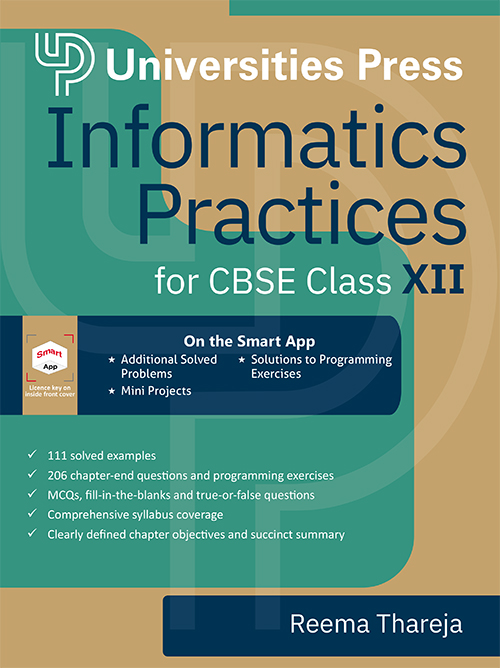 Universities Press
Informatics
Practices
for CBSE Class XII
On the Smart App
★ Additional Solved Problems
★ Mini Projects
★ Solutions to Programming Exercises
Smart
App
Licence key on
inside front cover
✓ 111 solved examples
✓ 206 chapter-end questions and programming exercises
✓ MCQs, fill-in-the-blanks and true-or-false questions
✓ Comprehensive syllabus coverage
✓ Clearly defined chapter objectives and succinct summary
Reema Thareja